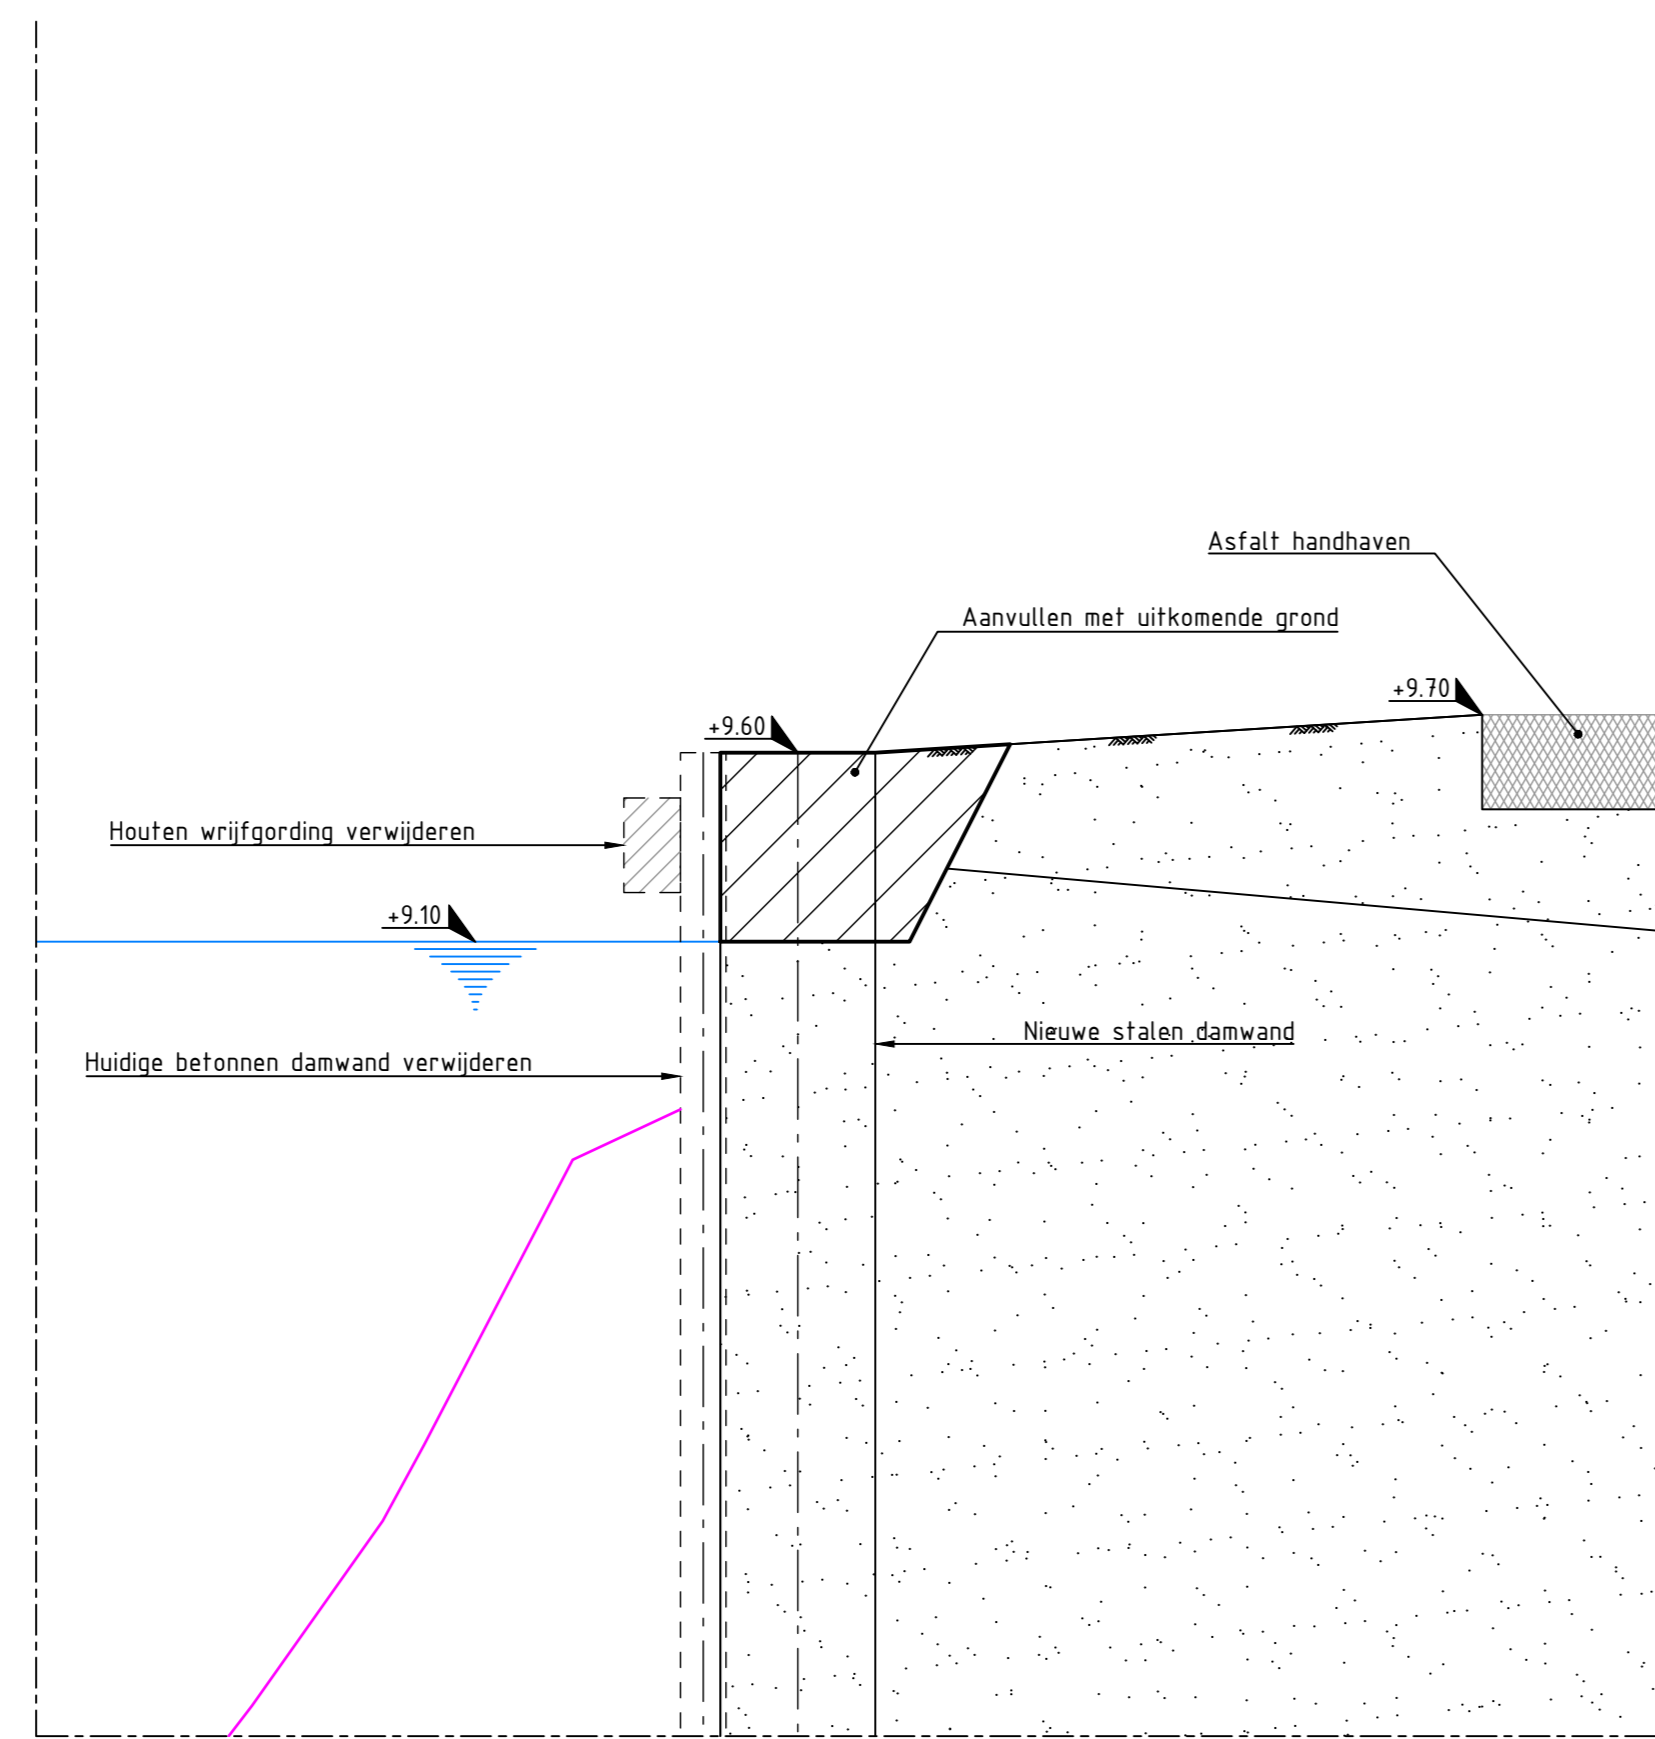 Asfalt handhaven
Aanvullen met uitkomende grond
+9.70
+9.60
Houten wrijfgording verwijderen
+9.10
Nieuwe stalen damwand
Huidige betonnen damwand verwijderen